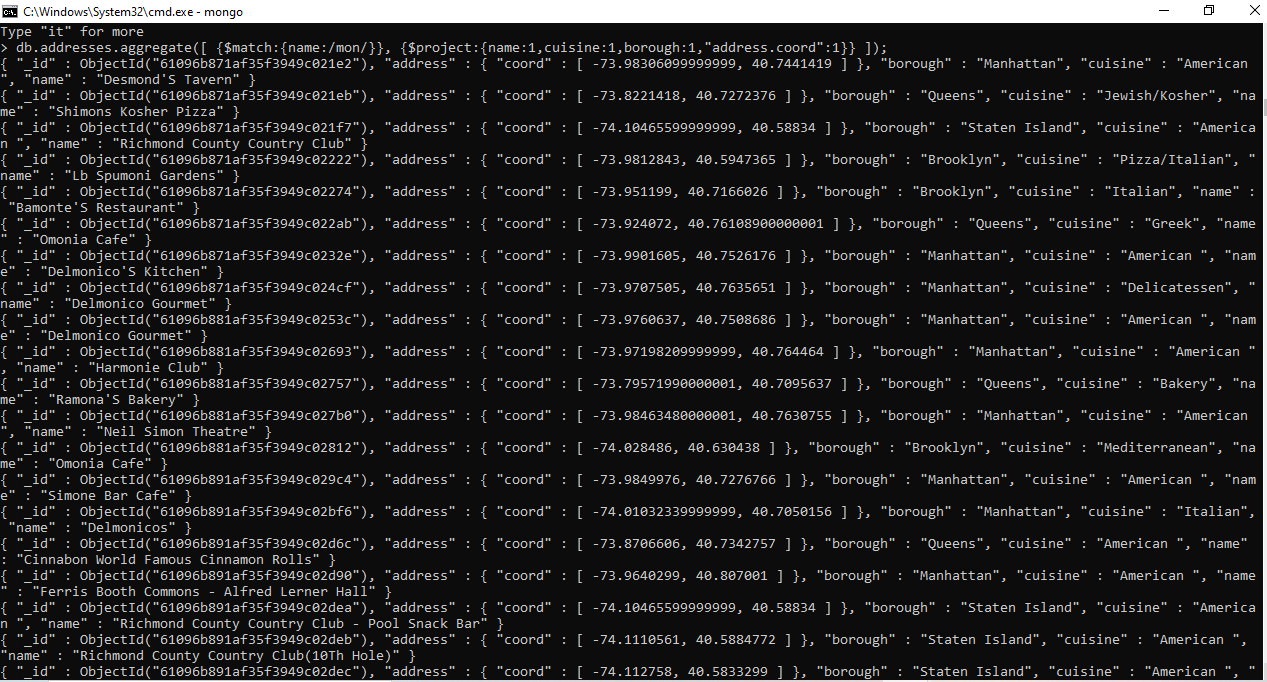 C:\Windows\System32\cmd.exe - mongo
Type "it" for more
> db.addresses.aggregate([ {$match:{name:/mon/}}, {$project:{name:1,cuisine:1,borough:1,"address.coord":1}} ]);
{ "_id" : ObjectId("61096b871af35f3949c021e2"), "address" : { "coord" : [ -73.98306099999999, 40.7441419 ] }, "borough" : "Manhattan", "cuisine" : "American
", "name" : "Desmond'S Tavern" }
{ "_id" : ObjectId("61096b871af35f3949c021eb"), "address" : { "coord" : [ -73.8221418, 40.7272376 ] }, "borough" : "Queens", "cuisine" : "Jewish/Kosher", "na
me" : "Shimons Kosher Pizza" }
{ "_id" : ObjectId("61096b871af35f3949c021f7"), "address" : { "coord" : [ -74.10465599999999, 40.58834 ] }, "borough" : "Staten Island", "cuisine" : "America
n ", "name" : "Richmond County Country Club" }
{ "_id" : ObjectId("61096b871af35f3949c02222"), "address" : { "coord" : [ -73.9812843, 40.5947365 ] }, "borough" : "Brooklyn", "cuisine" : "Pizza/Italian", "
name" : "Lb Spumoni Gardens" }
{ "_id" : ObjectId("61096b871af35f3949c02274"), "address" : { "coord" : [ -73.951199, 40.7166026 ] }, "borough" : "Brooklyn", "cuisine" : "Italian", "name" :
 "Bamonte'S Restaurant" }
{ "_id" : ObjectId("61096b871af35f3949c022ab"), "address" : { "coord" : [ -73.924072, 40.76108900000001 ] }, "borough" : "Queens", "cuisine" : "Greek", "name
" : "Omonia Cafe" }
{ "_id" : ObjectId("61096b871af35f3949c0232e"), "address" : { "coord" : [ -73.9901605, 40.7526176 ] }, "borough" : "Manhattan", "cuisine" : "American ", "nam
e" : "Delmonico'S Kitchen" }
{ "_id" : ObjectId("61096b871af35f3949c024cf"), "address" : { "coord" : [ -73.9707505, 40.7635651 ] }, "borough" : "Manhattan", "cuisine" : "Delicatessen", "
name" : "Delmonico Gourmet" }
{ "_id" : ObjectId("61096b881af35f3949c0253c"), "address" : { "coord" : [ -73.9760637, 40.7508686 ] }, "borough" : "Manhattan", "cuisine" : "American ", "nam
e" : "Delmonico Gourmet" }
{ "_id" : ObjectId("61096b881af35f3949c02693"), "address" : { "coord" : [ -73.97198209999999, 40.764464 ] }, "borough" : "Manhattan", "cuisine" : "American "
, "name" : "Harmonie Club" }
{ "_id" : ObjectId("61096b881af35f3949c02757"), "address" : { "coord" : [ -73.79571990000001, 40.7095637 ] }, "borough" : "Queens", "cuisine" : "Bakery", "na
me" : "Ramona'S Bakery" }
{ "_id" : ObjectId("61096b881af35f3949c027b0"), "address" : { "coord" : [ -73.98463480000001, 40.7630755 ] }, "borough" : "Manhattan", "cuisine" : "American
", "name" : "Neil Simon Theatre" }
{ "_id" : ObjectId("61096b881af35f3949c02812"), "address" : { "coord" : [ -74.028486, 40.630438 ] }, "borough" : "Brooklyn", "cuisine" : "Mediterranean", "na
me" : "Omonia Cafe" }
{ "_id" : ObjectId("61096b891af35f3949c029c4"), "address" : { "coord" : [ -73.9849976, 40.7276766 ] }, "borough" : "Manhattan", "cuisine" : "American ", "nam
e" : "Simone Bar Cafe" }
{ "_id" : ObjectId("61096b891af35f3949c02bf6"), "address" : { "coord" : [ -74.01032339999999, 40.7050156 ] }, "borough" : "Manhattan", "cuisine" : "Italian",
 "name" : "Delmonicos" }
{ "_id" : ObjectId("61096b891af35f3949c02d6c"), "address" : { "coord" : [ -73.8706606, 40.7342757 ] }, "borough" : "Queens", "cuisine" : "American ", "name"
: "Cinnabon World Famous Cinnamon Rolls" }
{ "_id" : ObjectId("61096b891af35f3949c02d90"), "address" : { "coord" : [ -73.9640299, 40.807001 ] }, "borough" : "Manhattan", "cuisine" : "American ", "name
" : "Ferris Booth Commons - Alfred Lerner Hall" }
{ "_id" : ObjectId("61096b891af35f3949c02dea"), "address" : { "coord" : [ -74.10465599999999, 40.58834 ] }, "borough" : "Staten Island", "cuisine" : "America
n ", "name" : "Richmond County Country Club - Pool Snack Bar" }
{ "_id" : ObjectId("61096b891af35f3949c02deb"), "address" : { "coord" : [ -74.1110561, 40.5884772 ] }, "borough" : "Staten Island", "cuisine" : "American ",
"name" : "Richmond County Country Club(10Th Hole)" }
{ "_id" : ObjectId("61096b891af35f3949c02dec"), "address" : { "coord" : [ -74.112758, 40.5833299 ] }, "borough" : "Staten Island", "cuisine" : "American ", "